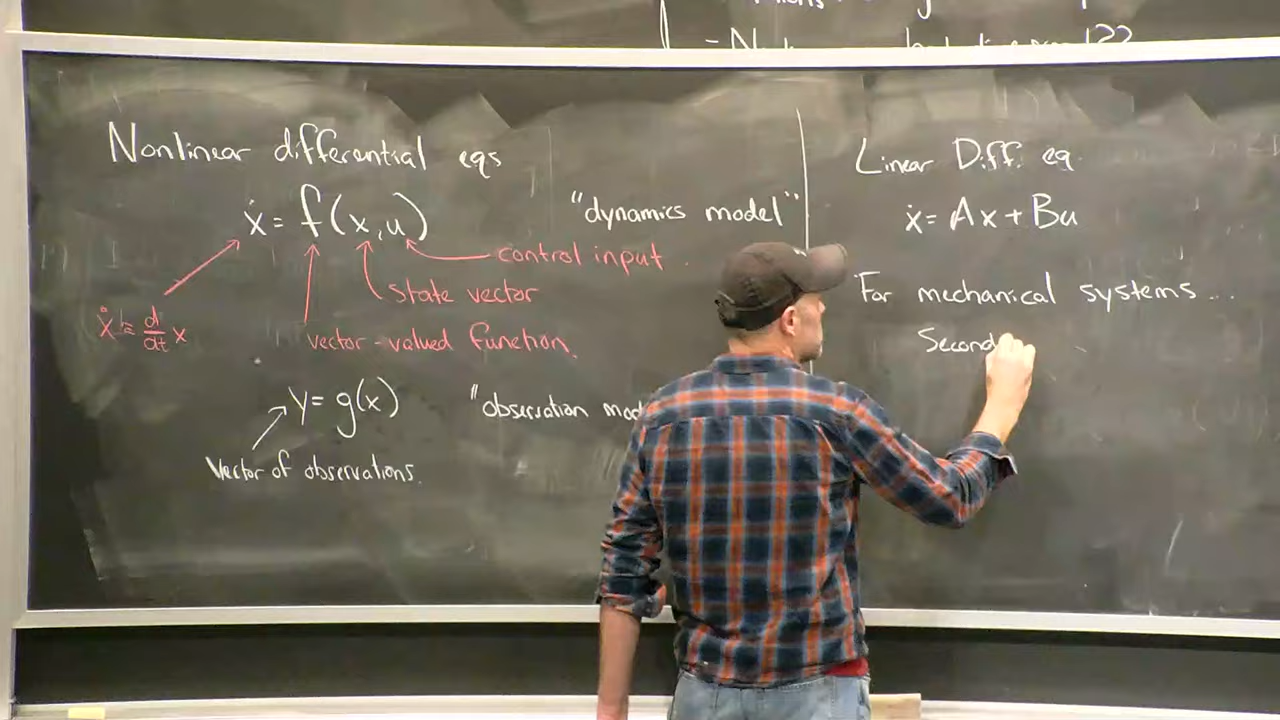 Nonlinear differential eqs
ẋ = f(x,u)
"dynamics model"
control input
state vector
vector-valued function.
ẋ ≜ d/dt x
y = g(x)
"observation mod
Vector of observations.
Linear Diff. eq.
ẋ = Ax + Bu
For mechanical systems...
Second